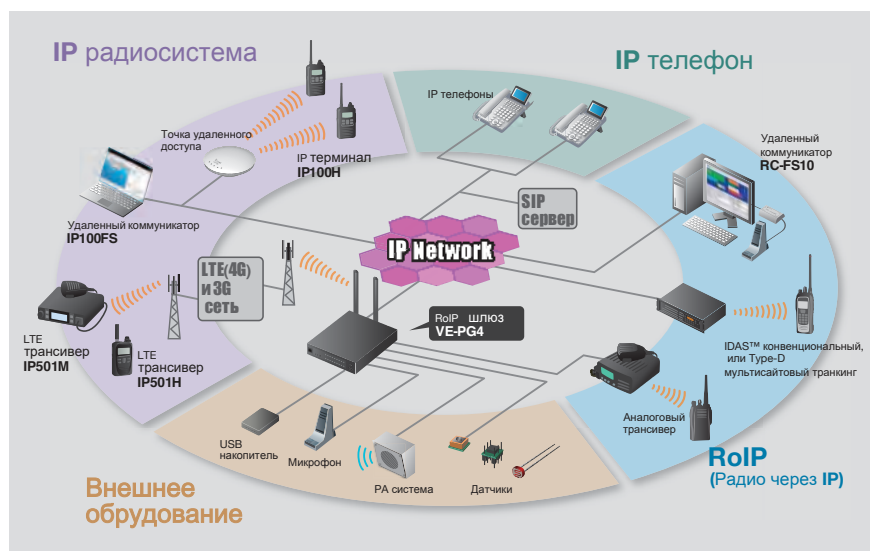 IP радиосистема
IP телефон
IP телефоны
Точка удаленного
доступа
IP терминал
IP100H
Удаленный
коммуникатор
RC-FS10
Удаленный коммуникатор
IP100FS
SIP
сервер
IP Network
LTE(4G)
и 3G
сеть
RoIP шлюз
VE-PG4
LTE
трансивер
IP501M
LTE
трансивер
IP501H
IDAS™ конвенциональный,
или Type-D
мультисайтовый транкинг
Аналоговый
трансивер
USB
накопитель
Микрофон
PA система
Датчики
RoIP
(Радио через IP)
Внешнее
обрудование